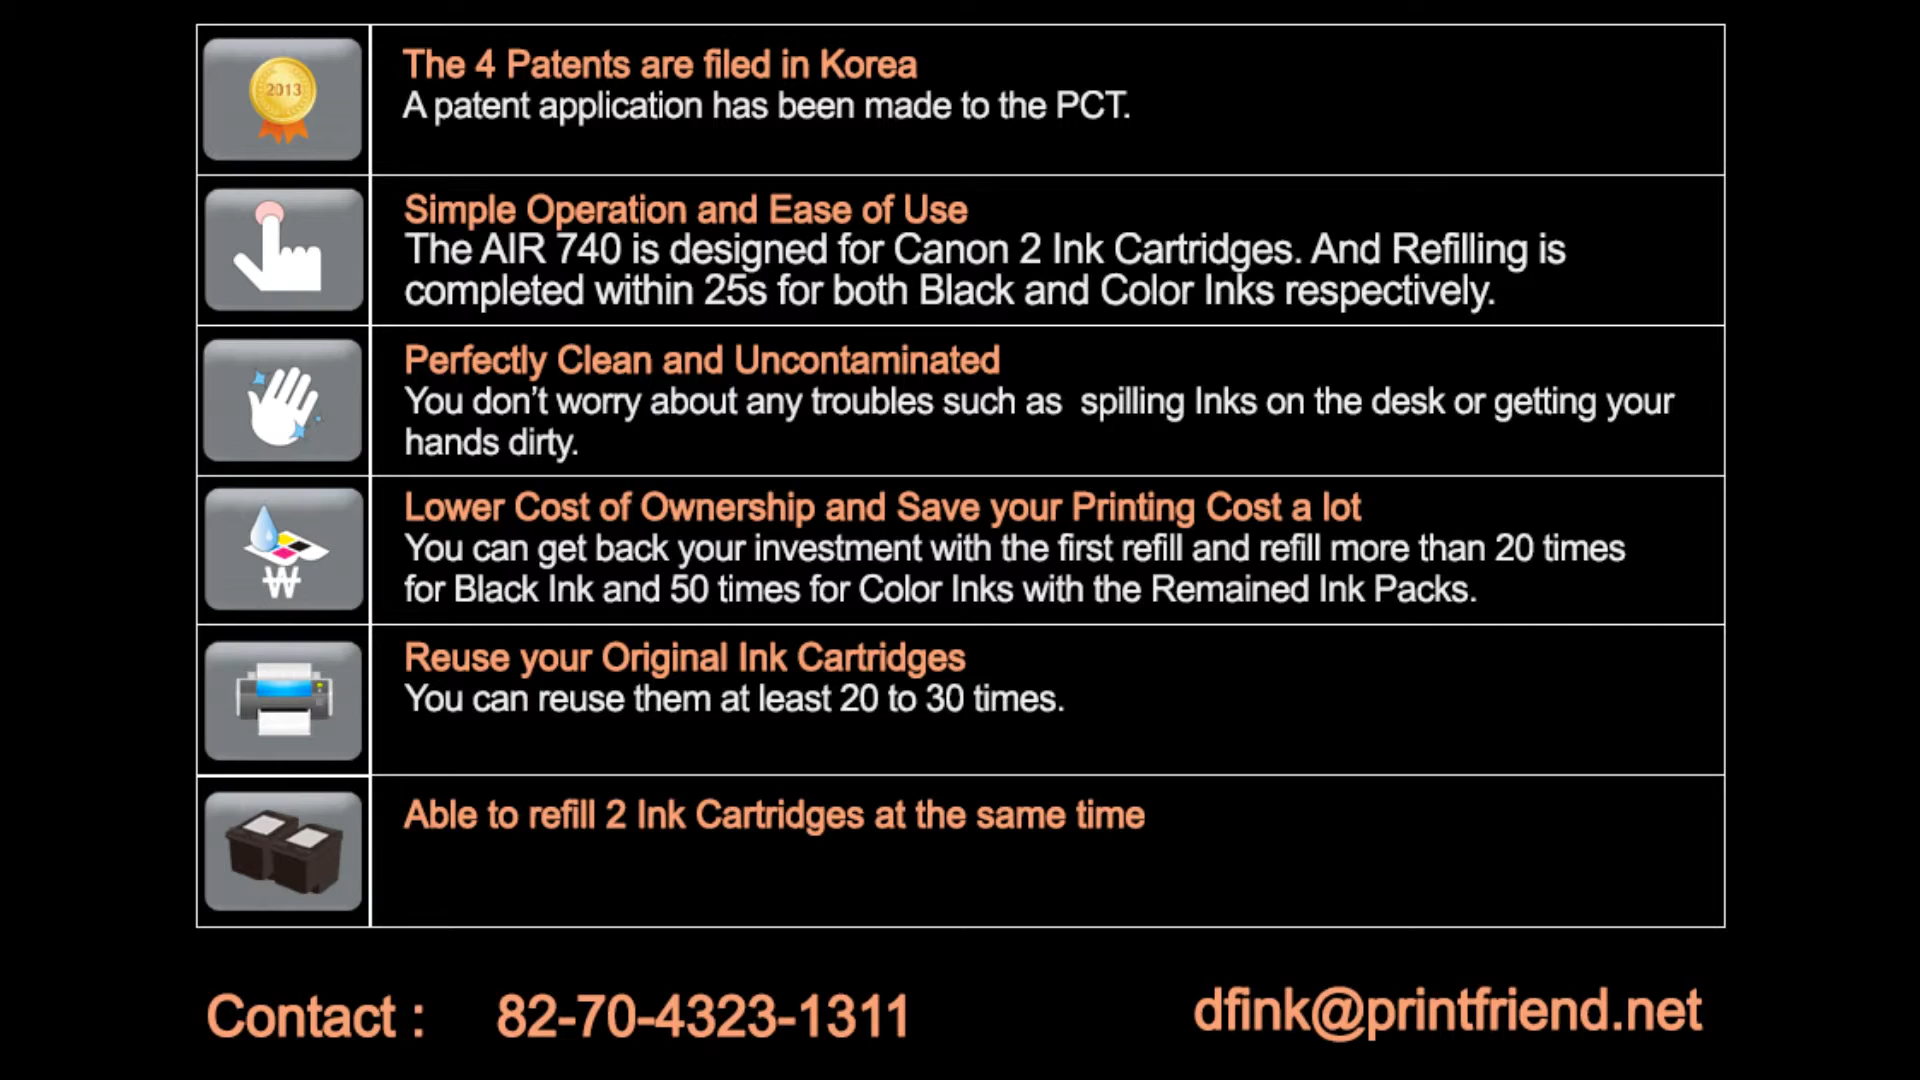 2013
The 4 Patents are filed in Korea
A patent application has been made to the PCT.
Simple Operation and Ease of Use
The AIR 740 is designed for Canon 2 Ink Cartridges. And Refilling is
completed within 25s for both Black and Color Inks respectively.
Perfectly Clean and Uncontaminated
You don’t worry about any troubles such as  spilling Inks on the desk or getting your
hands dirty.
Lower Cost of Ownership and Save your Printing Cost a lot
You can get back your investment with the first refill and refill more than 20 times
for Black Ink and 50 times for Color Inks with the Remained Ink Packs.
₩
Reuse your Original Ink Cartridges
You can reuse them at least 20 to 30 times.
Able to refill 2 Ink Cartridges at the same time
Contact : 82-70-4323-1311 dfink@printfriend.net